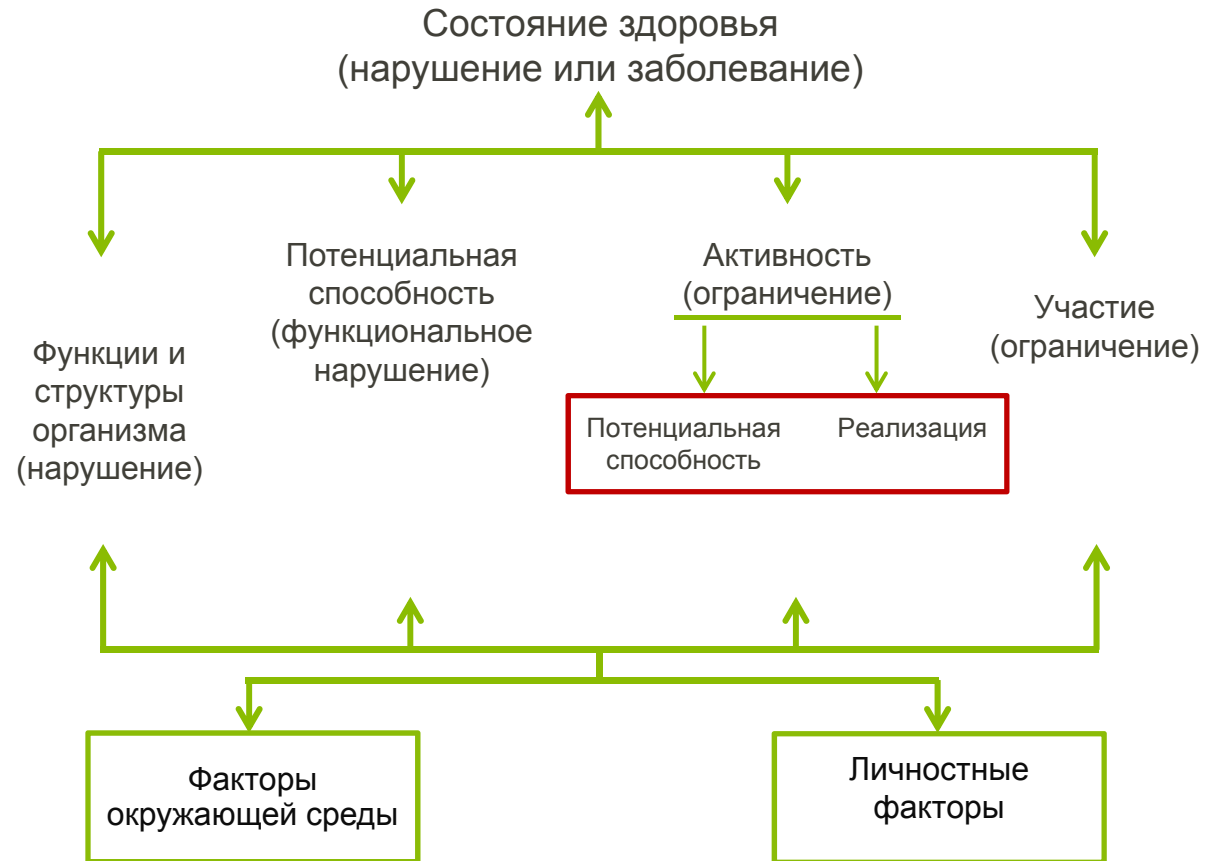 Состояние здоровья
(нарушение или заболевание)
Функции и
структуры
организма
(нарушение)
Потенциальная
способность
(функциональное
нарушение)
Активность
(ограничение)
Потенциальная
способность
Реализация
Участие
(ограничение)
Факторы
окружающей среды
Личностные
факторы